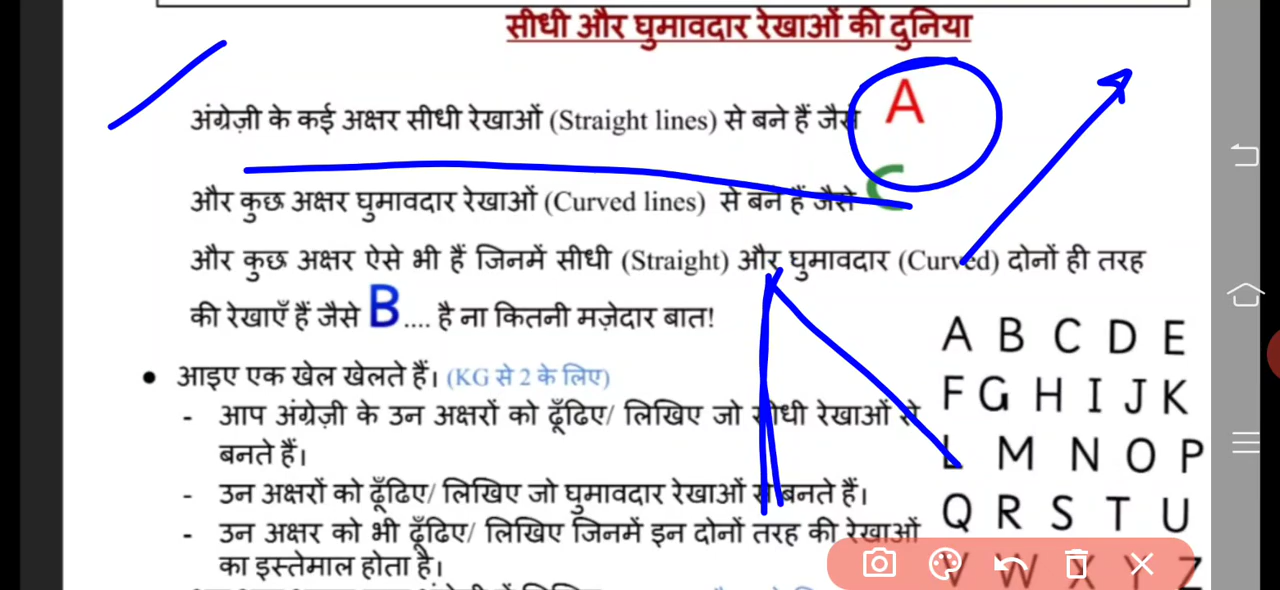 सीधी और घुमावदार रेखाओं की दुनिया
अंग्रेज़ी के कई अक्षर सीधी रेखाओं (Straight lines) से बने हैं जैसे A
और कुछ अक्षर घुमावदार रेखाओं (Curved lines) से बने हैं जैसे C
और कुछ अक्षर ऐसे भी हैं जिनमें सीधी (Straight) और घुमावदार (Curved) दोनों ही तरह
की रेखाएँ हैं जैसे B .... है ना कितनी मज़ेदार बात!
• आइए एक खेल खेलते हैं। (KG से 2 के लिए)
- आप अंग्रेज़ी के उन अक्षरों को ढूँढिए/ लिखिए जो सीधी रेखाओं से
बनते हैं।
- उन अक्षरों को ढूँढिए/ लिखिए जो घुमावदार रेखाओं से बनते हैं।
- उन अक्षर को भी ढूँढिए/ लिखिए जिनमें इन दोनों तरह की रेखाओं
का इस्तेमाल होता है।
A B C D E
F G H I J K
L M N O P
Q R S T U
V W X Y Z